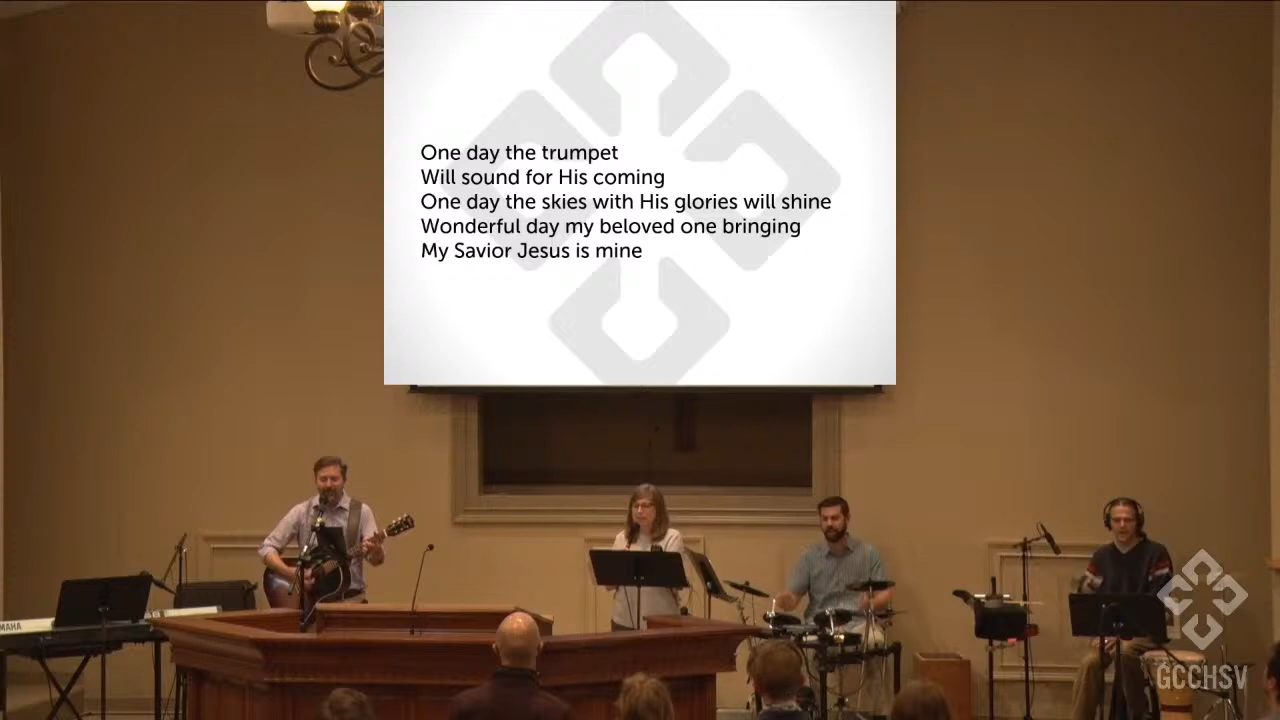 One day the trumpet
Will sound for His coming
One day the skies with His glories will shine
Wonderful day my beloved one bringing
My Savior Jesus is mine
YAMAHA
GCCHSV